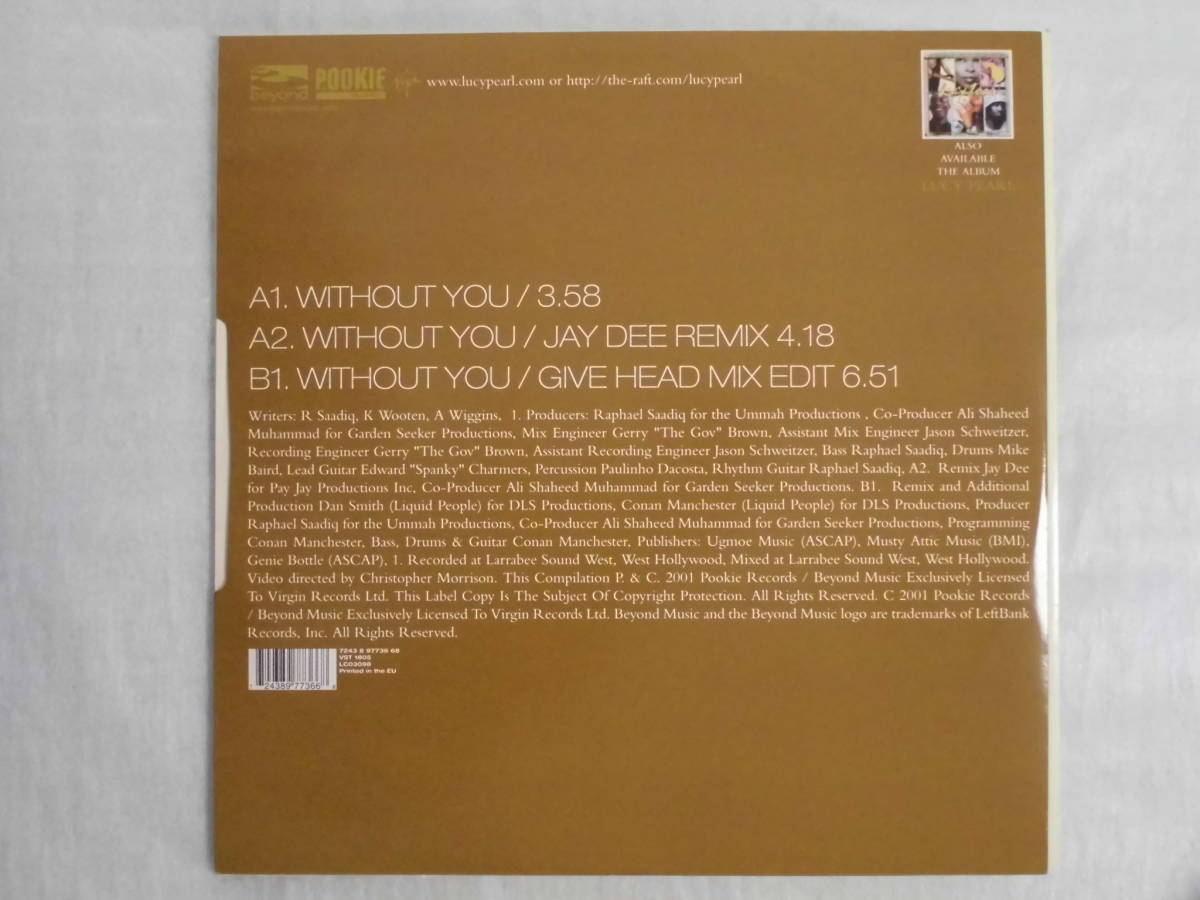 beyond POOKIE Virgin www.lucypearl.com or http://the-raft.com/lucypearl
ALSO
AVAILABLE
THE ALBUM
LUCY PEARL
A1. WITHOUT YOU / 3.58
A2. WITHOUT YOU / JAY DEE REMIX 4.18
B1. WITHOUT YOU / GIVE HEAD MIX EDIT 6.51
Writers: R Saadiq, K Wooten, A Wiggins, 1. Producers: Raphael Saadiq for the Ummah Productions , Co-Producer Ali Shaheed
Muhammad for Garden Seeker Productions, Mix Engineer Gerry "The Gov" Brown, Assistant Mix Engineer Jason Schweitzer,
Recording Engineer Gerry "The Gov" Brown, Assistant Recording Engineer Jason Schweitzer, Bass Raphael Saadiq, Drums Mike
Baird, Lead Guitar Edward "Spanky" Charmers, Percussion Paulinho Dacosta, Rhythm Guitar Raphael Saadiq, A2. Remix Jay Dee
for Pay Jay Productions Inc, Co-Producer Ali Shaheed Muhammad for Garden Seeker Productions. B1. Remix and Additional
Production Dan Smith (Liquid People) for DLS Productions, Conan Manchester (Liquid People) for DLS Productions, Producer
Raphael Saadiq for the Ummah Productions, Co-Producer Ali Shaheed Muhammad for Garden Seeker Productions, Programming
Conan Manchester, Bass, Drums & Guitar Conan Manchester, Publishers: Ugmoe Music (ASCAP), Musty Attic Music (BMI),
Genie Bottle (ASCAP), 1. Recorded at Larrabee Sound West, West Hollywood, Mixed at Larrabee Sound West, West Hollywood.
Video directed by Christopher Morrison. This Compilation P. & C. 2001 Pookie Records / Beyond Music Exclusively Licensed
To Virgin Records Ltd. This Label Copy Is The Subject Of Copyright Protection. All Rights Reserved. C 2001 Pookie Records
/ Beyond Music Exclusively Licensed To Virgin Records Ltd. Beyond Music and the Beyond Music logo are trademarks of LeftBank
Records, Inc. All Rights Reserved.
7243 8 97736 68
VST 1805
LC03098
Printed in the EU
24389 77366